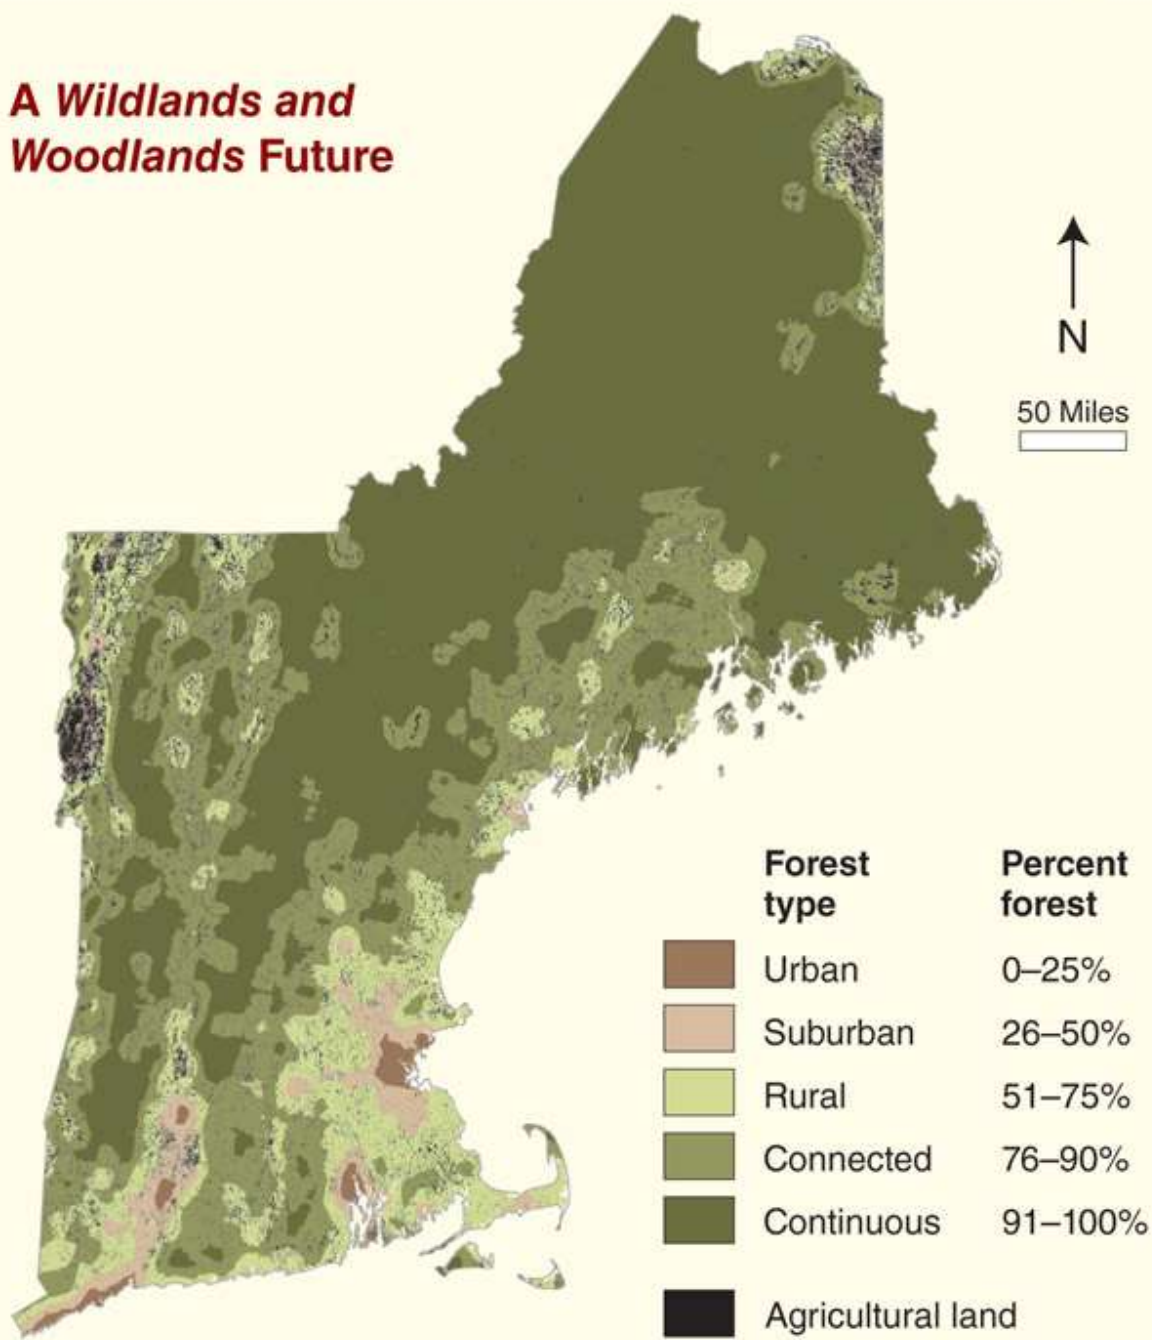 A Wildlands and
Woodlands Future
N
50 Miles
Forest type Percent forest
Urban 0–25%
Suburban 26–50%
Rural 51–75%
Connected 76–90%
Continuous 91–100%
Agricultural land